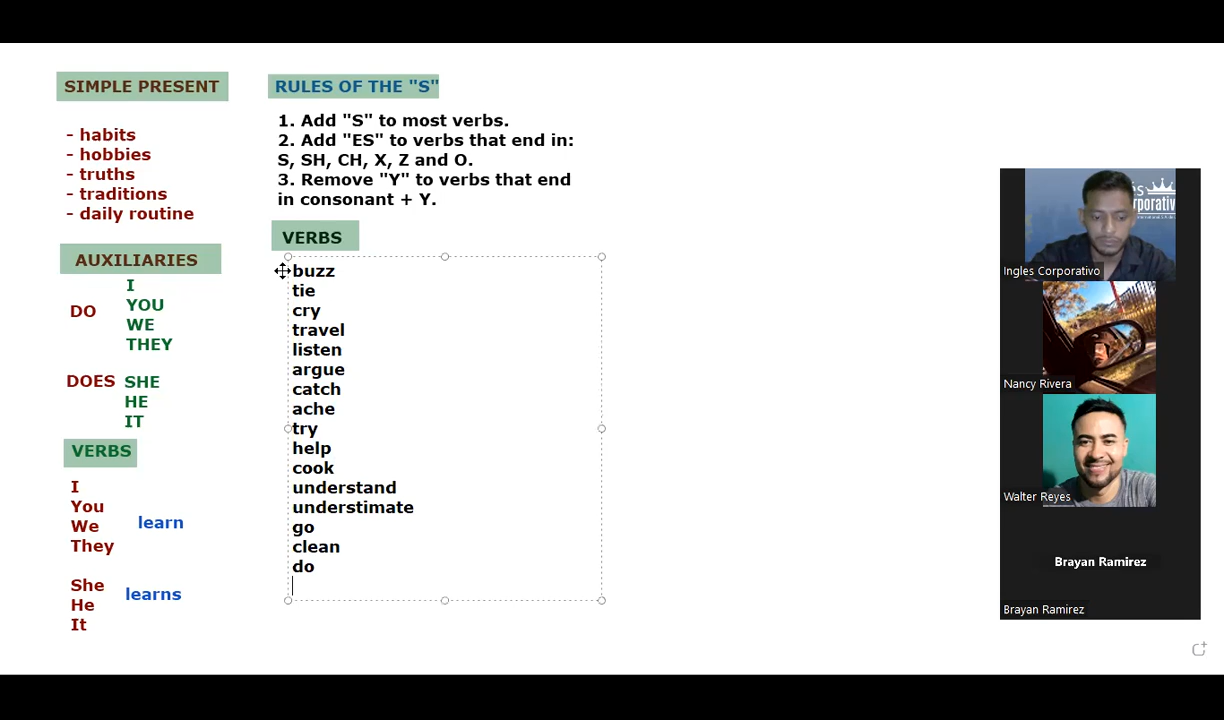 SIMPLE PRESENT
- habits
- hobbies
- truths
- traditions
- daily routine
AUXILIARIES
DO
I
YOU
WE
THEY
DOES
SHE
HE
IT
VERBS
I
You
We
They
learn
She
He
It
learns
RULES OF THE "S"
1. Add "S" to most verbs.
2. Add "ES" to verbs that end in:
S, SH, CH, X, Z and O.
3. Remove "Y" to verbs that end
in consonant + Y.
VERBS
buzz
tie
cry
travel
listen
argue
catch
ache
try
help
cook
understand
understimate
go
clean
do
Ingles Corporativo
Nancy Rivera
Walter Reyes
Brayan Ramirez
Brayan Ramirez